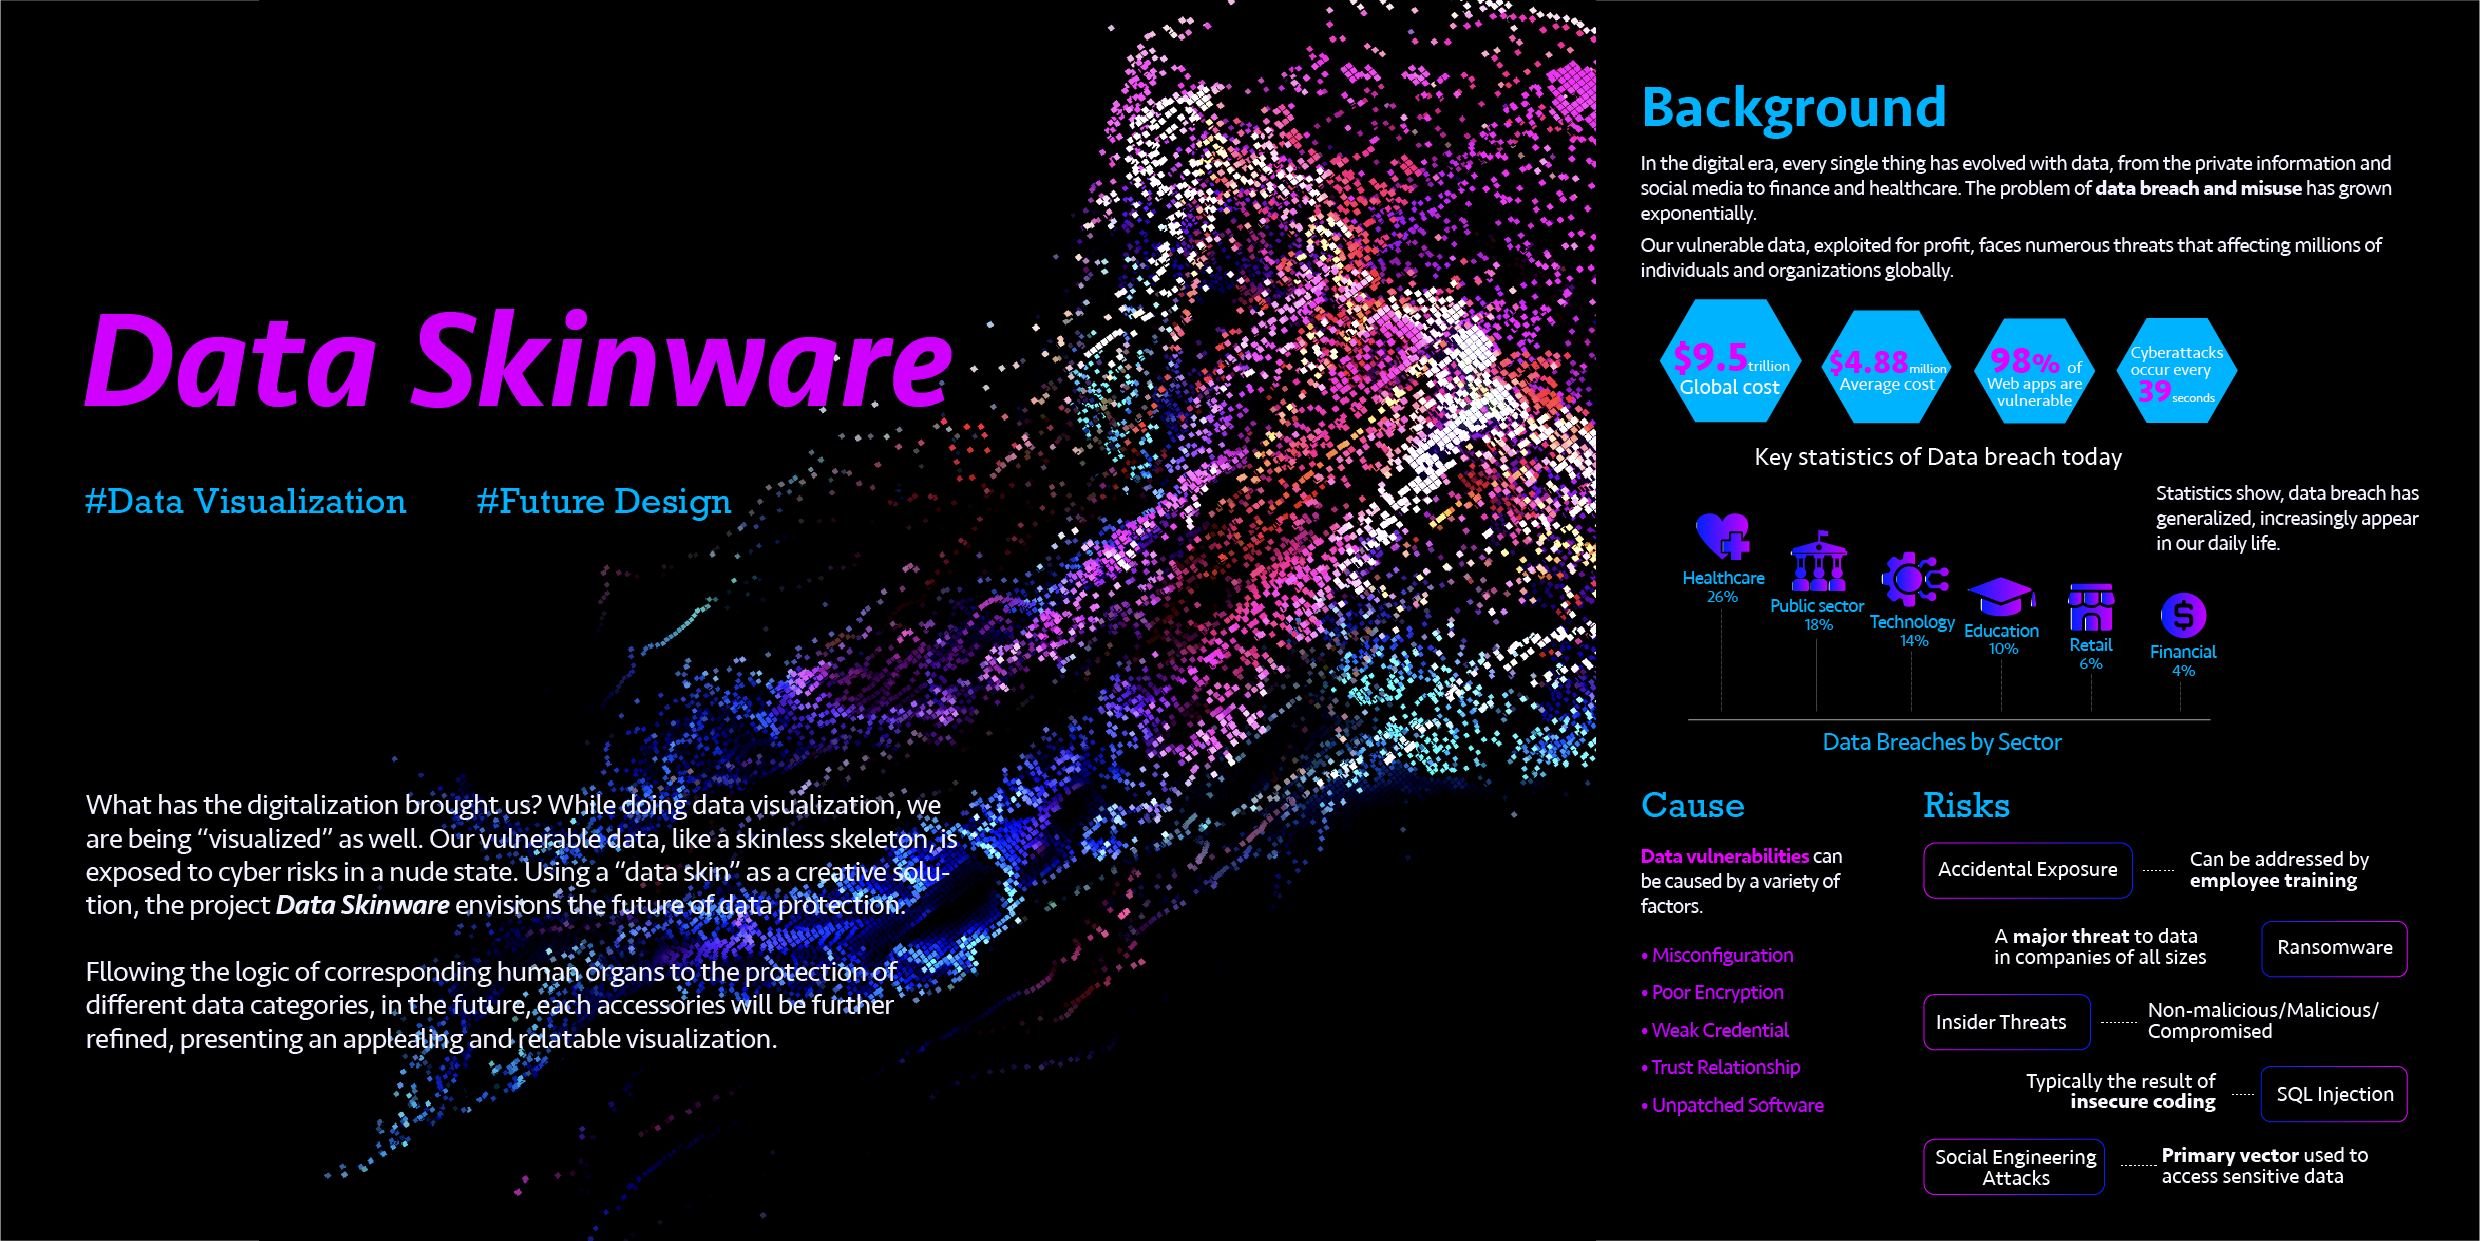 Data Skinware
#Data Visualization
#Future Design
What has the digitalization brought us? While doing data visualization, we
are being “visualized” as well. Our vulnerable data, like a skinless skeleton, is
exposed to cyber risks in a nude state. Using a “data skin” as a creative solu-
tion, the project Data Skinware envisions the future of data protection.
Fllowing the logic of corresponding human organs to the protection of
different data categories, in the future, each accessories will be further
refined, presenting an applealing and relatable visualization.
Background
In the digital era, every single thing has evolved with data, from the private information and
social media to finance and healthcare. The problem of data breach and misuse has grown
exponentially.
Our vulnerable data, exploited for profit, faces numerous threats that affecting millions of
individuals and organizations globally.
$9.5 trillion
Global cost
$4.88 million
Average cost
98% of
Web apps are
vulnerable
Cyberattacks
occur every
39 seconds
Key statistics of Data breach today
Statistics show, data breach has
generalized, increasingly appear
in our daily life.
Healthcare
26%
Public sector
18%
Technology
14%
Education
10%
Retail
6%
Financial
4%
Data Breaches by Sector
Cause
Data vulnerabilities can
be caused by a variety of
factors.
• Misconfiguration
• Poor Encryption
• Weak Credential
• Trust Relationship
• Unpatched Software
Risks
Accidental Exposure
Can be addressed by
employee training
A major threat to data
in companies of all sizes
Ransomware
Insider Threats
Non-malicious/Malicious/
Compromised
Typically the result of
insecure coding
SQL Injection
Social Engineering
Attacks
Primary vector used to
access sensitive data